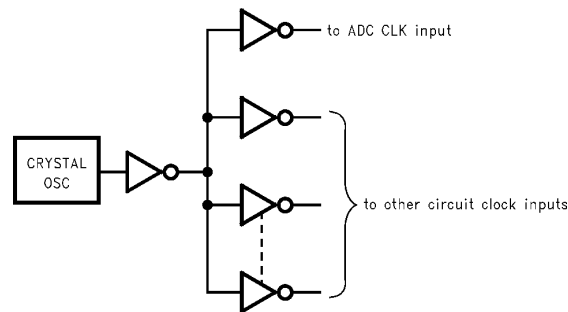 to ADC CLK input
CRYSTAL
OSC
to other circuit clock inputs